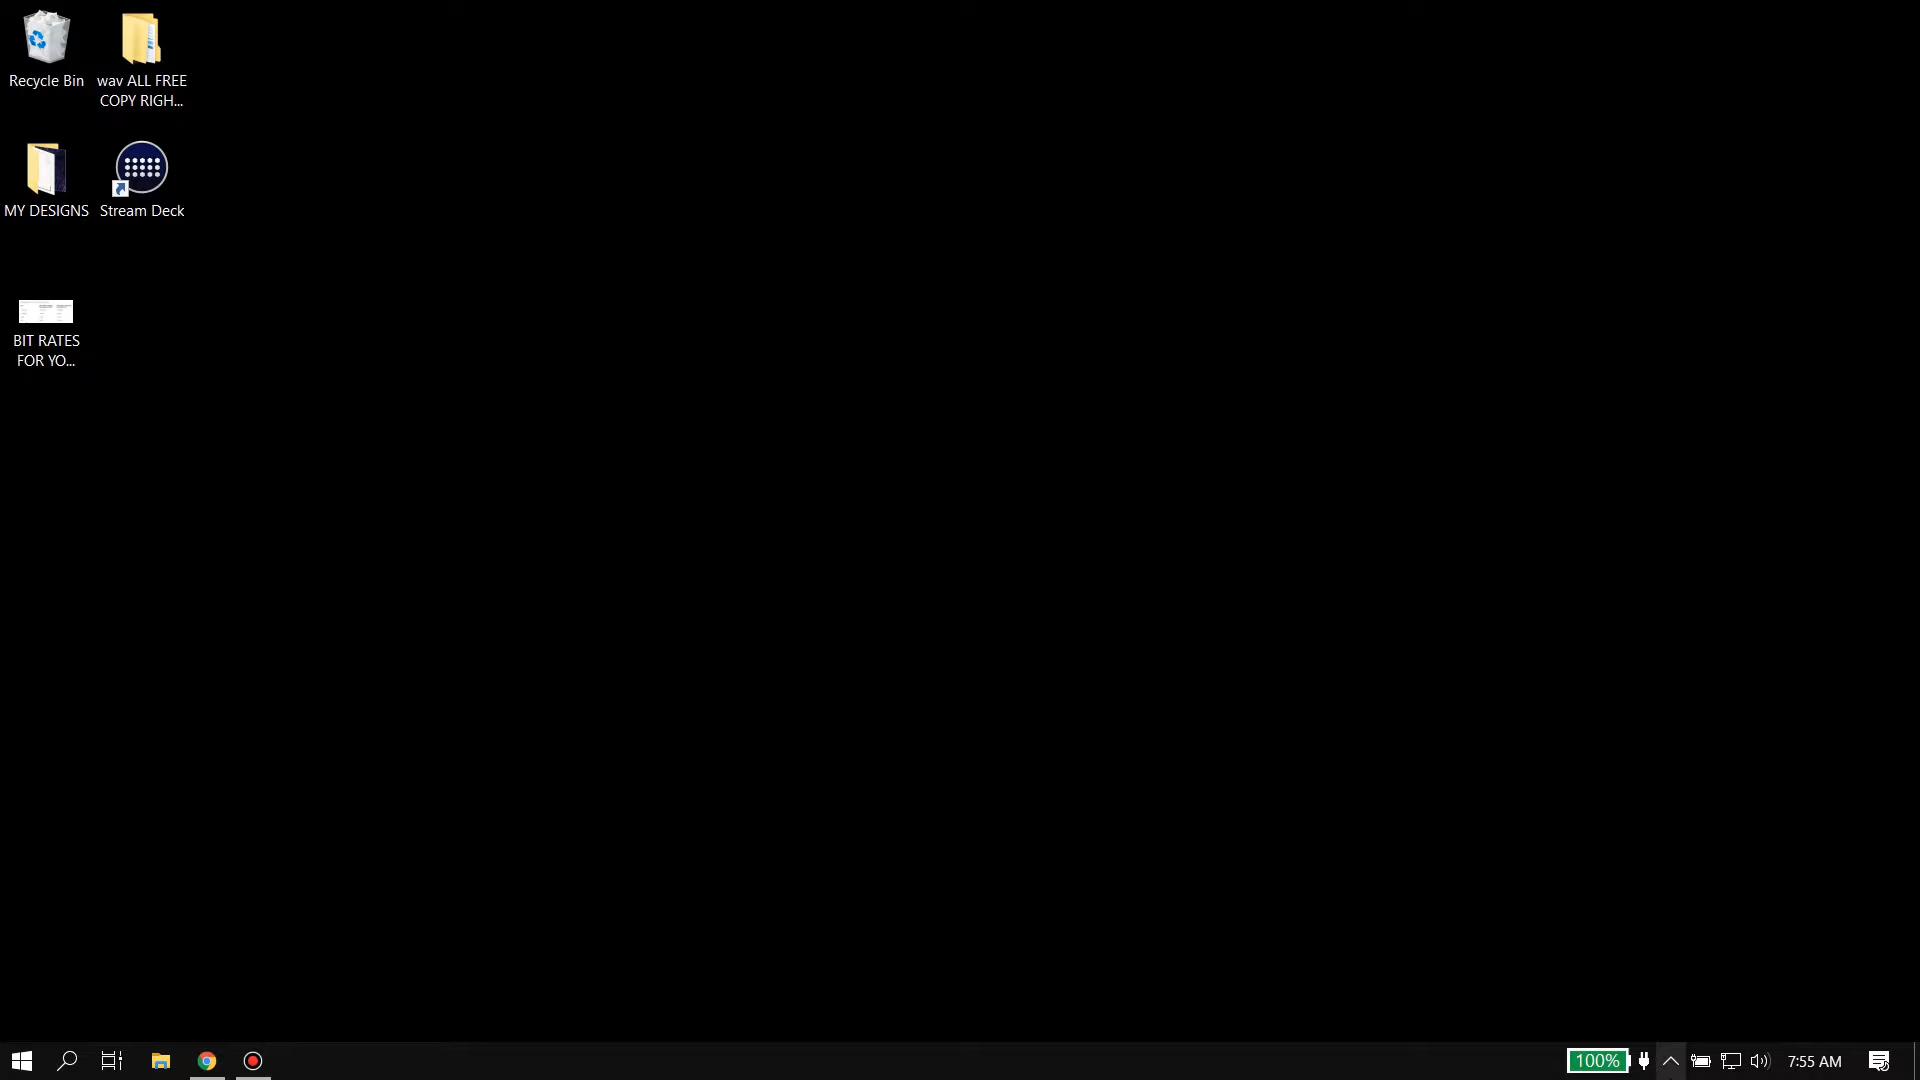 Recycle Bin
wav ALL FREE
COPY RIGH...
MY DESIGNS
Stream Deck
BIT RATES
FOR YO...
100%
7:55 AM